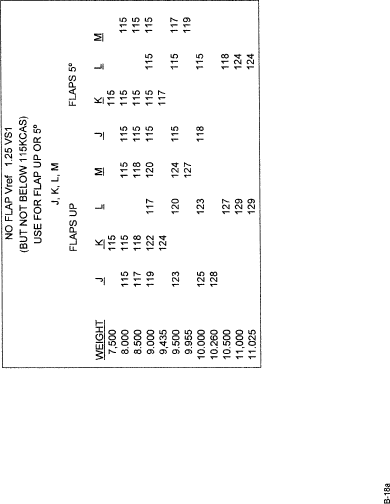 NO FLAP Vref 1.25 VS1
(BUT NOT BELOW 115KCAS)
USE FOR FLAP UP OR 5º
J, K, L, M
FLAPS UP FLAPS 5º
WEIGHT J K L M J K L M
7,500 115 115
8.000 115 115 115 115 115 115
8.500 117 118 118 115 115 115
9.000 119 122 117 120 115 115 115 115
9,435 124 117
9.500 123 120 124 115 115 117
9.955 127 119
10.000 125 123 118 115
10.260 128
10.500 127 118
11,000 129 124
11.025 129 124
B-18a